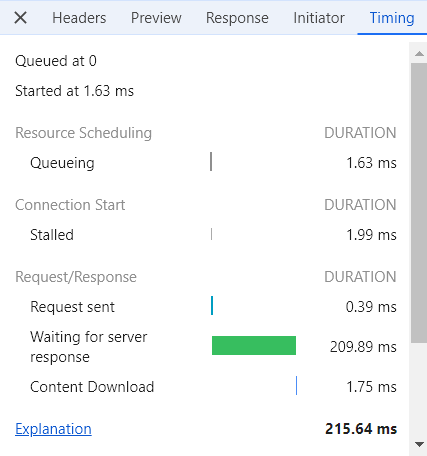 Headers Preview Response Initiator Timing
Queued at 0
Started at 1.63 ms
Resource Scheduling DURATION
Queueing 1.63 ms
Connection Start DURATION
Stalled 1.99 ms
Request/Response DURATION
Request sent 0.39 ms
Waiting for server
response 209.89 ms
Content Download 1.75 ms
Explanation 215.64 ms